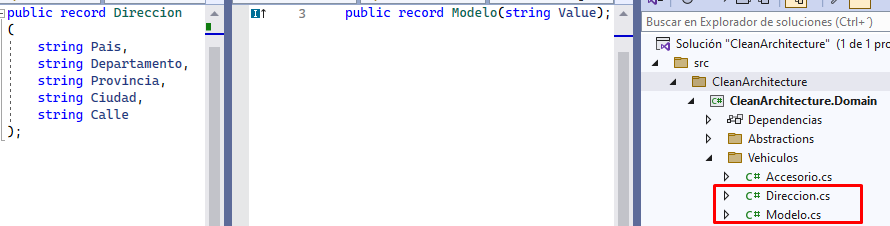 public record Direccion
(
string Pais,
string Departamento,
string Provincia,
string Ciudad,
string Calle
);
3 public record Modelo(string Value);
Buscar en Explorador de soluciones (Ctrl+´)
Solución "CleanArchitecture" (1 de 1 pro
src
CleanArchitecture
C# CleanArchitecture.Domain
Dependencias
Abstractions
Vehiculos
C# Accesorio.cs
C# Direccion.cs
C# Modelo.cs